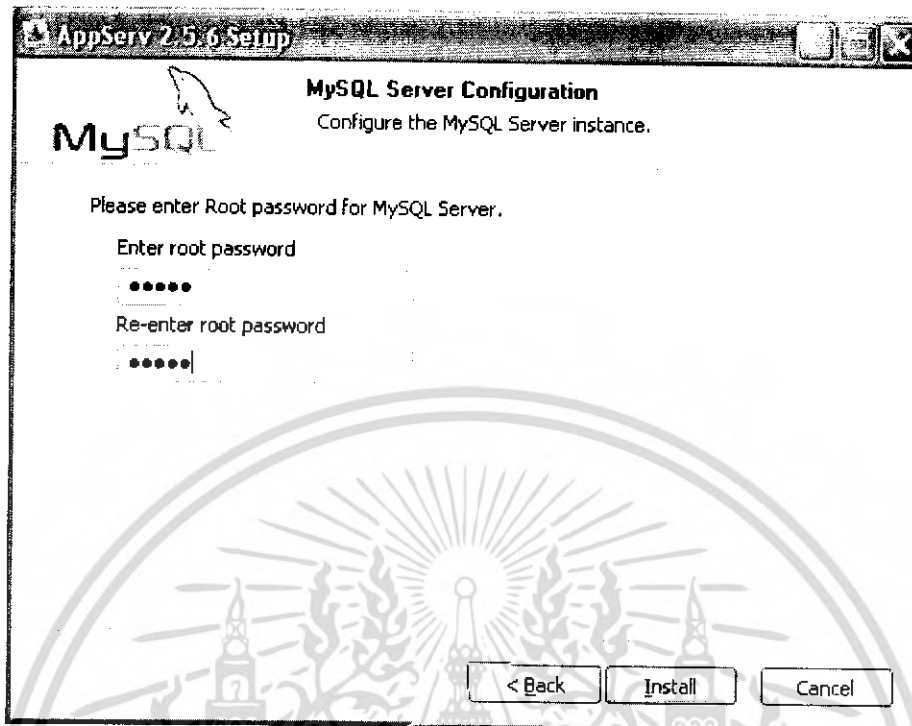 AppServ 2.5.6 Setup
MySQL Server Configuration
Configure the MySQL Server instance.
MySQL
Please enter Root password for MySQL Server.
Enter root password
•••••
Re-enter root password
•••••
< Back
Install
Cancel